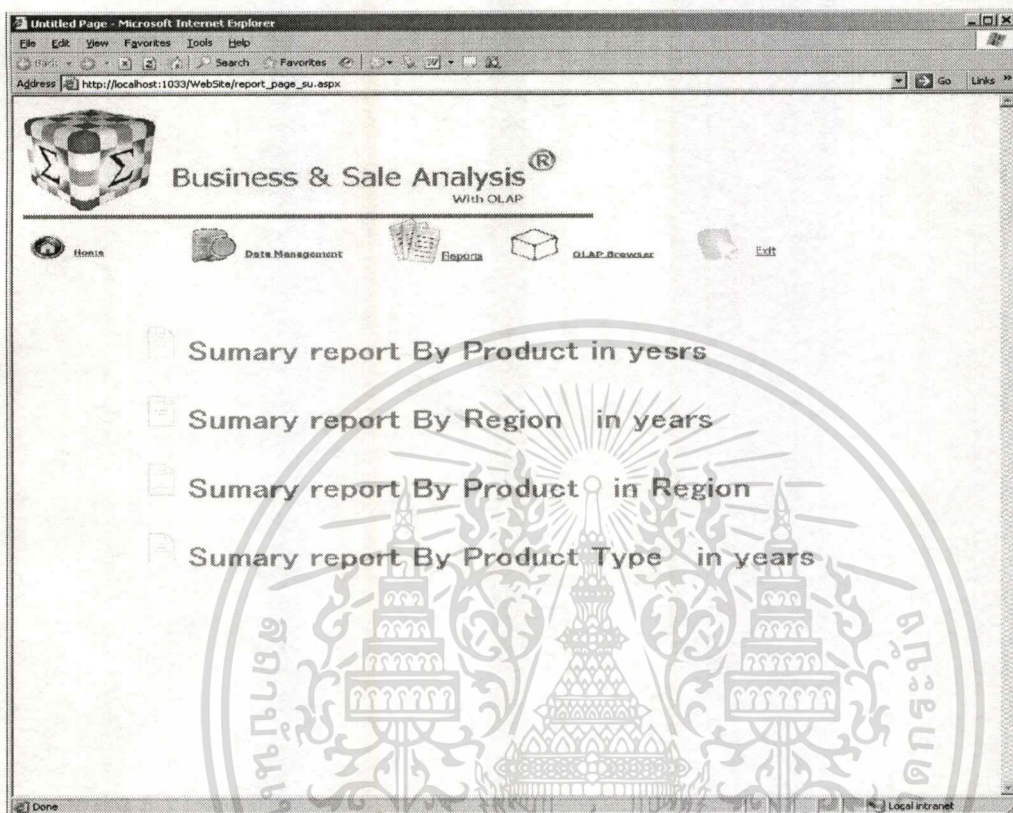 Untitled Page - Microsoft Internet Explorer
File Edit View Favorites Tools Help
Back Search Favorites
Address http://localhost:1033/WebSite/report_page_su.aspx Go Links »
Σ Σ Business & Sale Analysis®
With OLAP
Home Data Management Reports OLAP Browser Exit
Sumary report By Product in yesrs
Sumary report By Region in years
Sumary report By Product in Region
Sumary report By Product Type in years
Done Local intranet